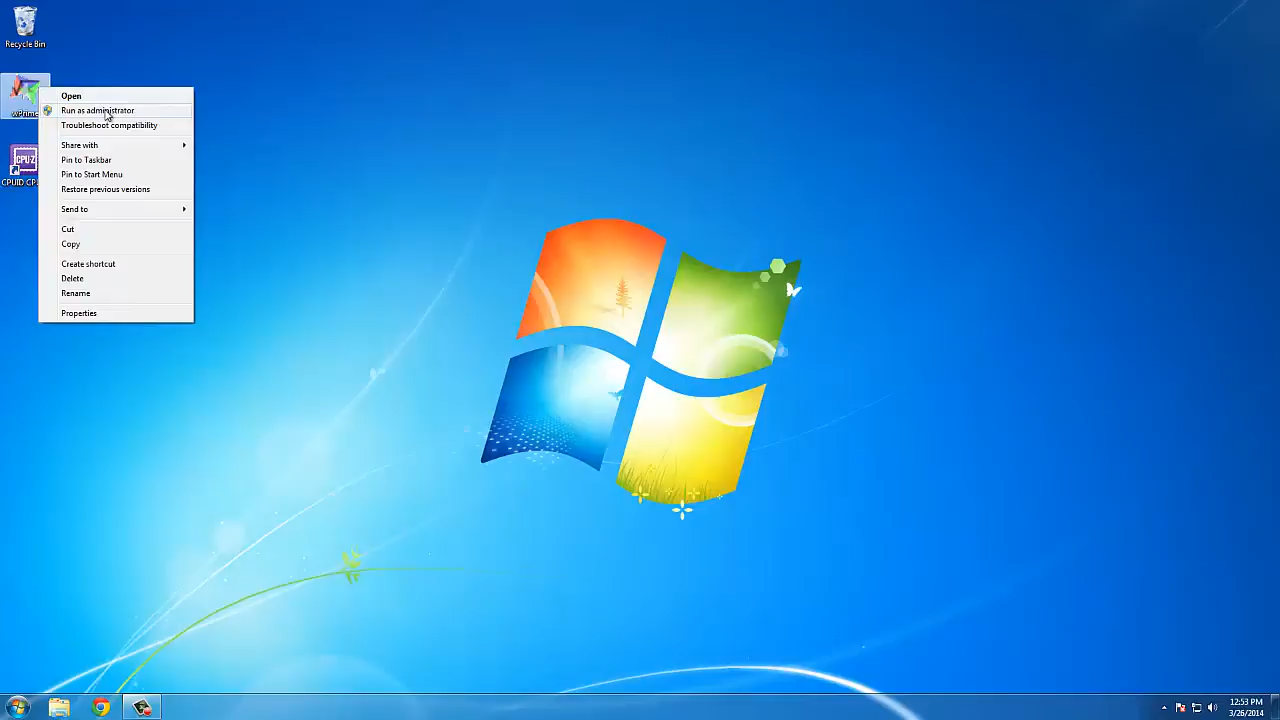 Recycle Bin
wPrime
CPU-Z
CPUID CPU
Open
Run as administrator
Troubleshoot compatibility
Share with
Pin to Taskbar
Pin to Start Menu
Restore previous versions
Send to
Cut
Copy
Create shortcut
Delete
Rename
Properties
12:53 PM
3/26/2014